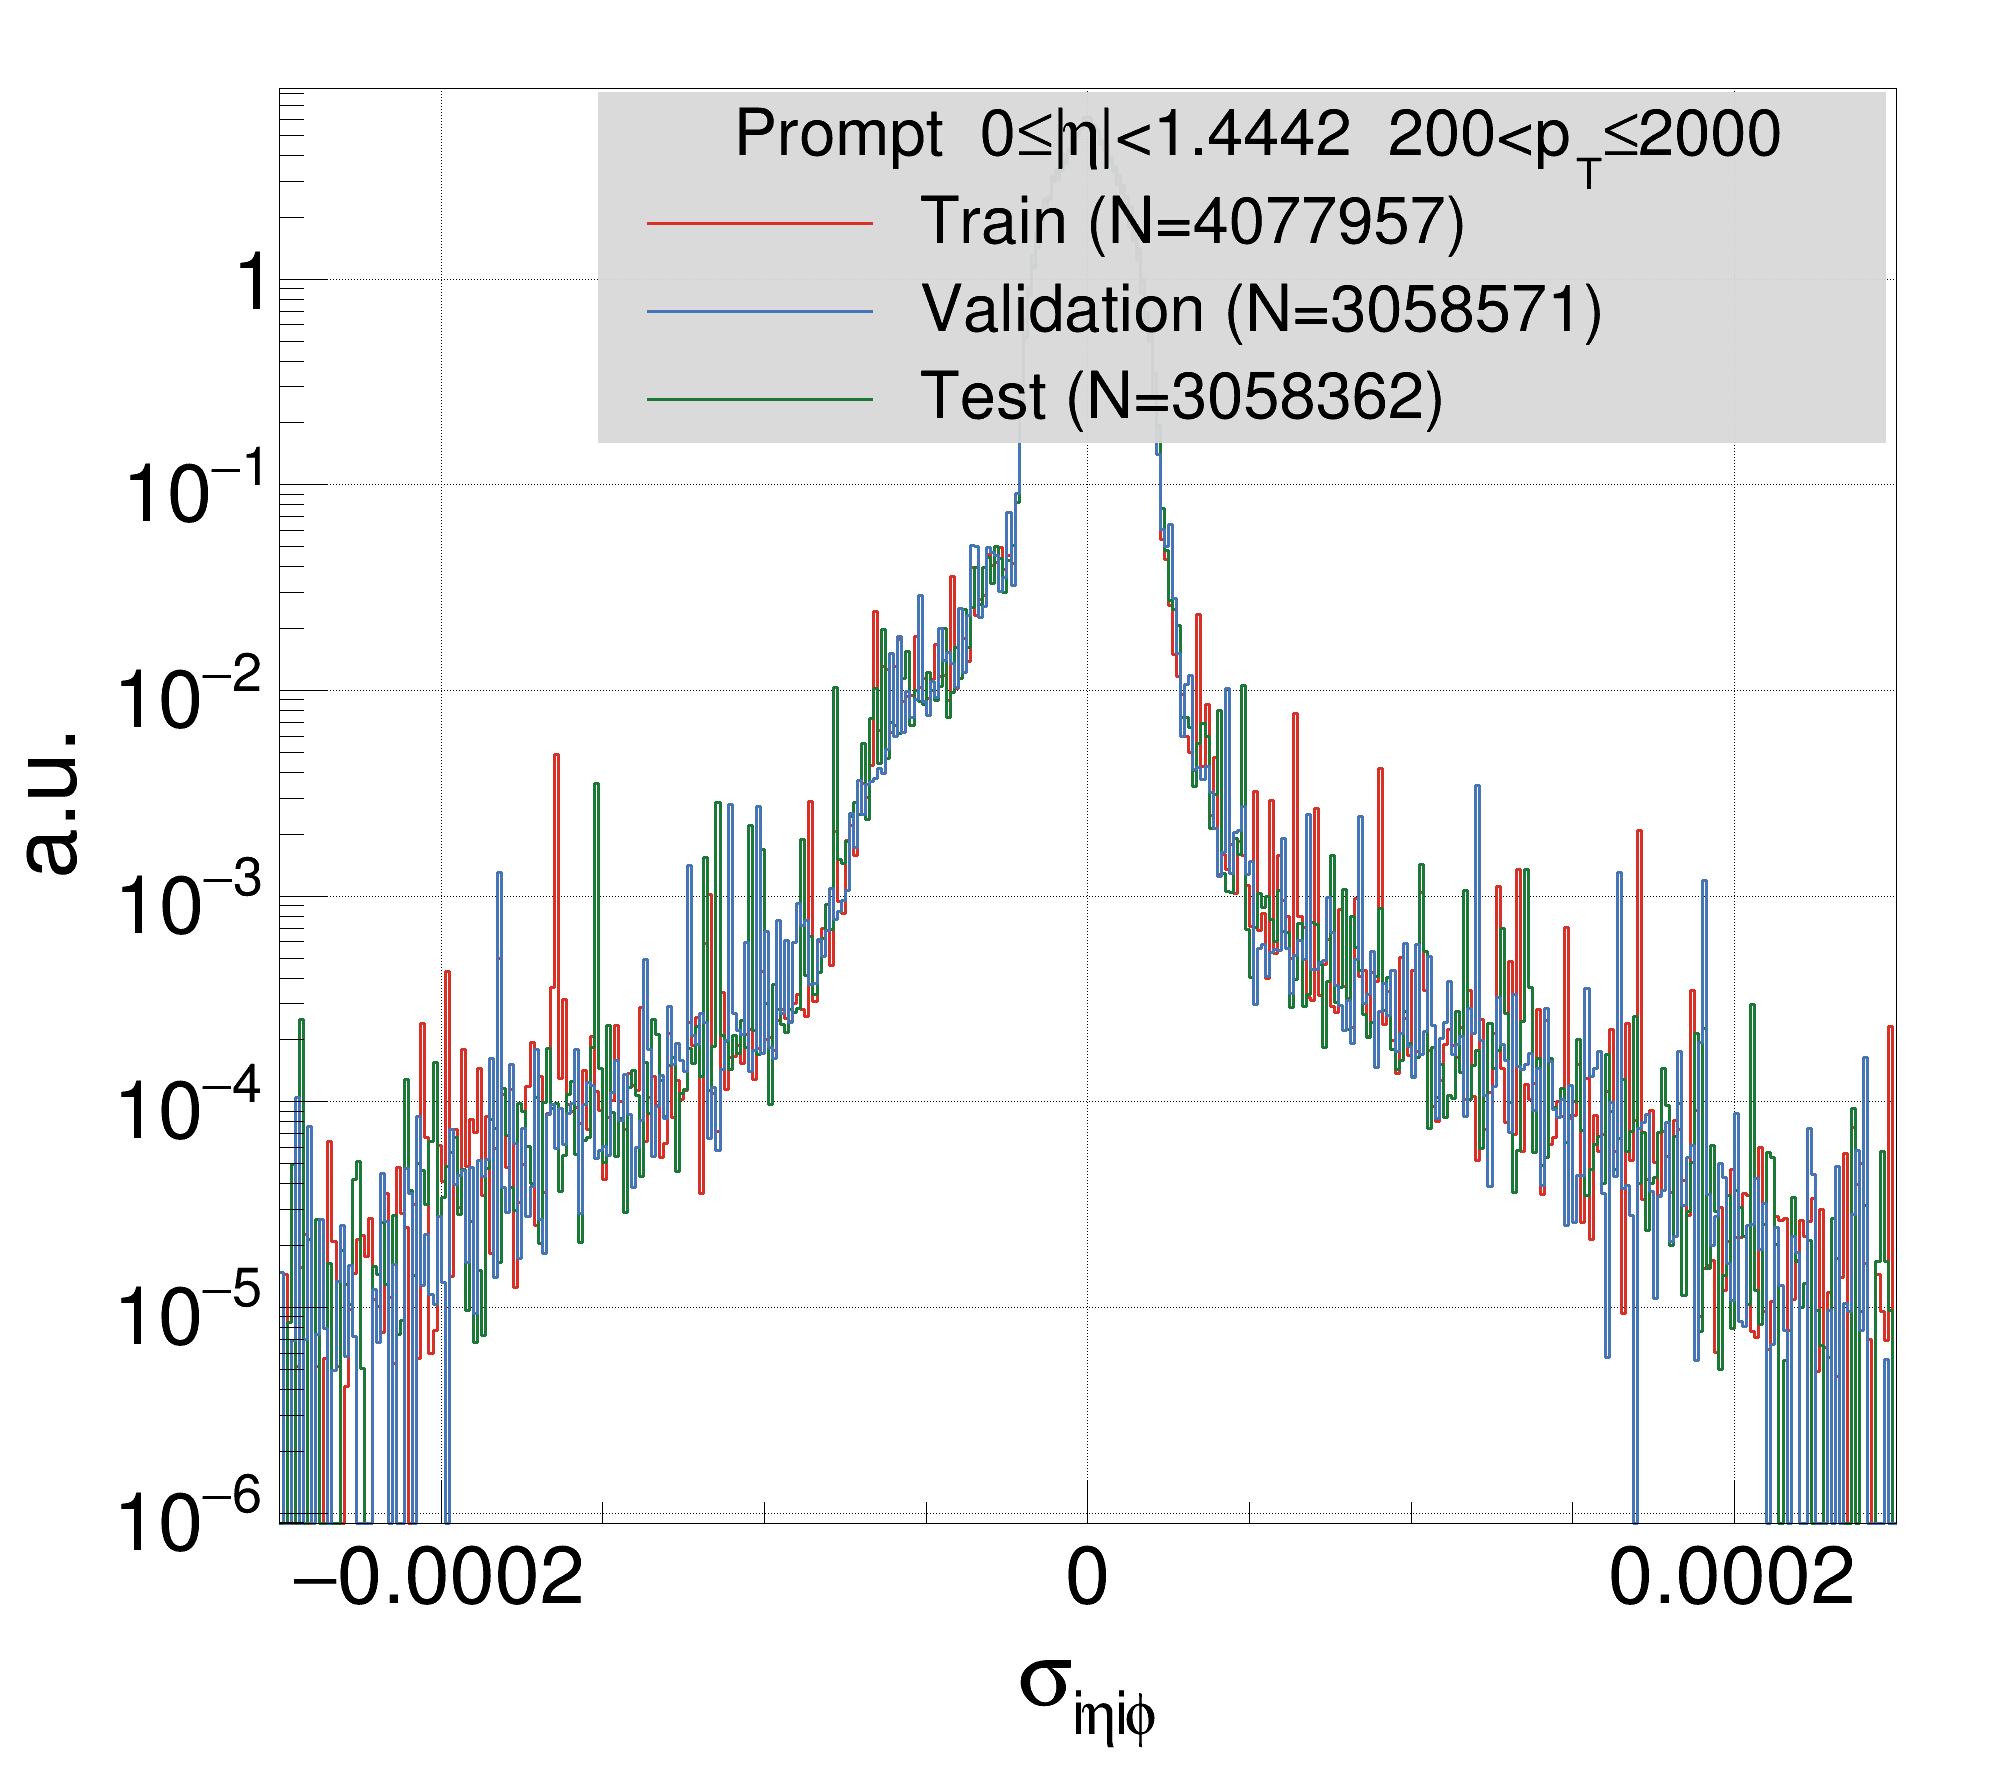 Prompt 0≤|η|<1.4442 200<p_T≤2000
Train (N=4077957)
Validation (N=3058571)
Test (N=3058362)
1
10⁻¹
10⁻²
10⁻³
10⁻⁴
10⁻⁵
10⁻⁶
a.u.
−0.0002 0 0.0002
σ_iηiφ